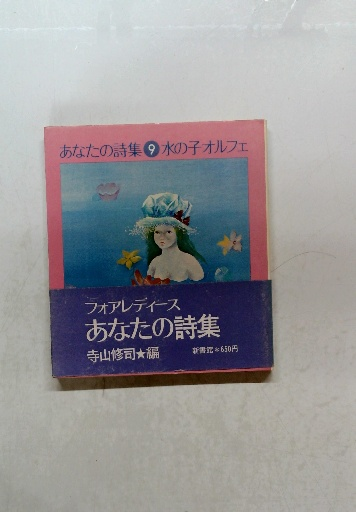 あなたの詩集❾水の子オルフェ
フォアレディース
あなたの詩集
寺山修司★編
新書館＊650円